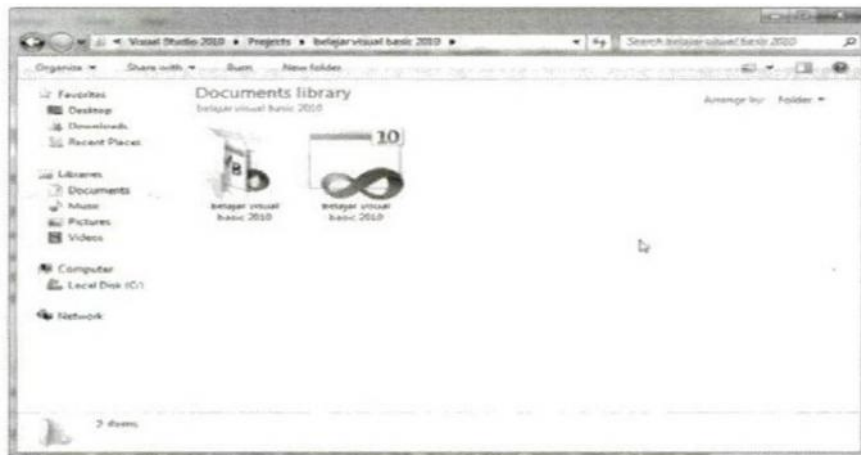 « Visual Studio 2010 ▸ Projects ▸ belajar visual basic 2010 ▸
Search belajar visual basic 2010
Organize
Share with
Burn
New folder
Favorites
Desktop
Downloads
Recent Places
Libraries
Documents
Music
Pictures
Videos
Computer
Local Disk (C:)
Network
Documents library
belajar visual basic 2010
Arrange by: Folder
VB
belajar visual
basic 2010
10
belajar visual
basic 2010
2 items